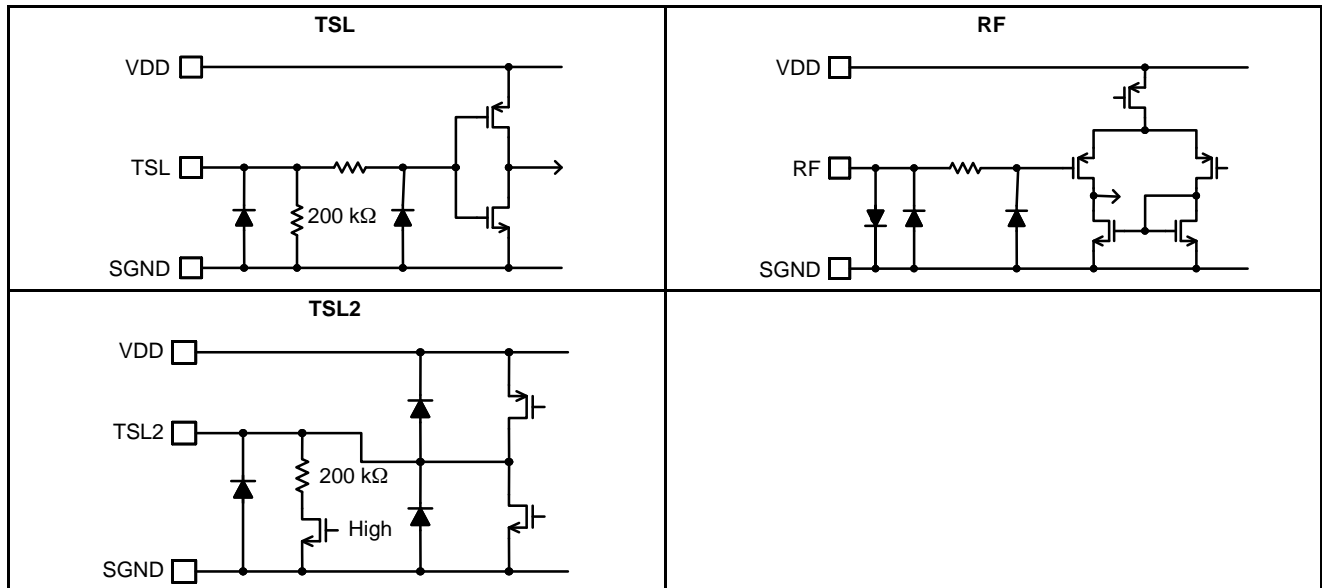 TSL
VDD
TSL
200 kΩ
SGND
RF
VDD
RF
SGND
TSL2
VDD
TSL2
200 kΩ
High
SGND